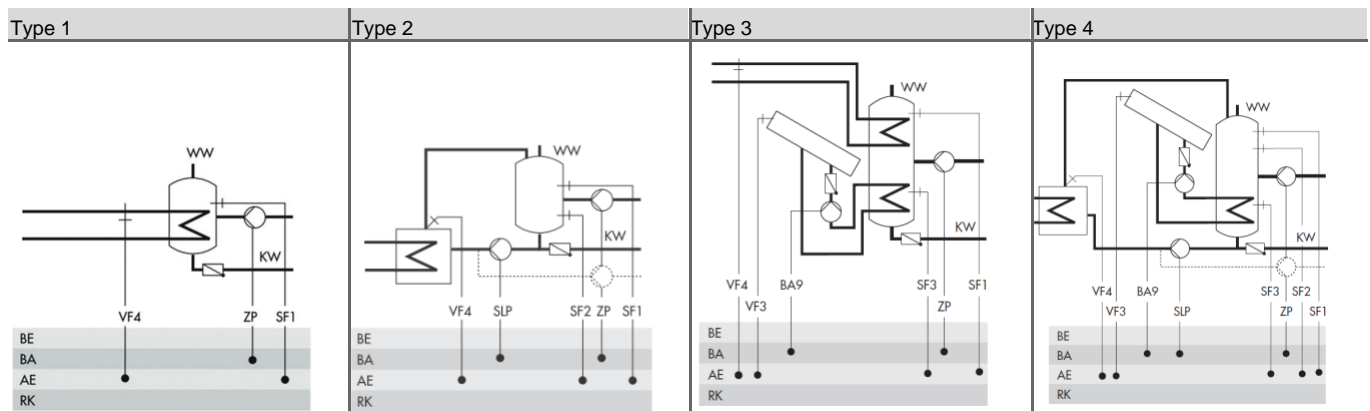 Type 1
WW
KW
VF4 ZP SF1
BE
BA
AE
RK
Type 2
WW
KW
VF4 SLP SF2 ZP SF1
BE
BA
AE
RK
Type 3
WW
KW
VF4 BA9 SF3 SF1
VF3 ZP
BE
BA
AE
RK
Type 4
WW
KW
VF4 BA9 SF3 SF2
VF3 SLP ZP SF1
BE
BA
AE
RK